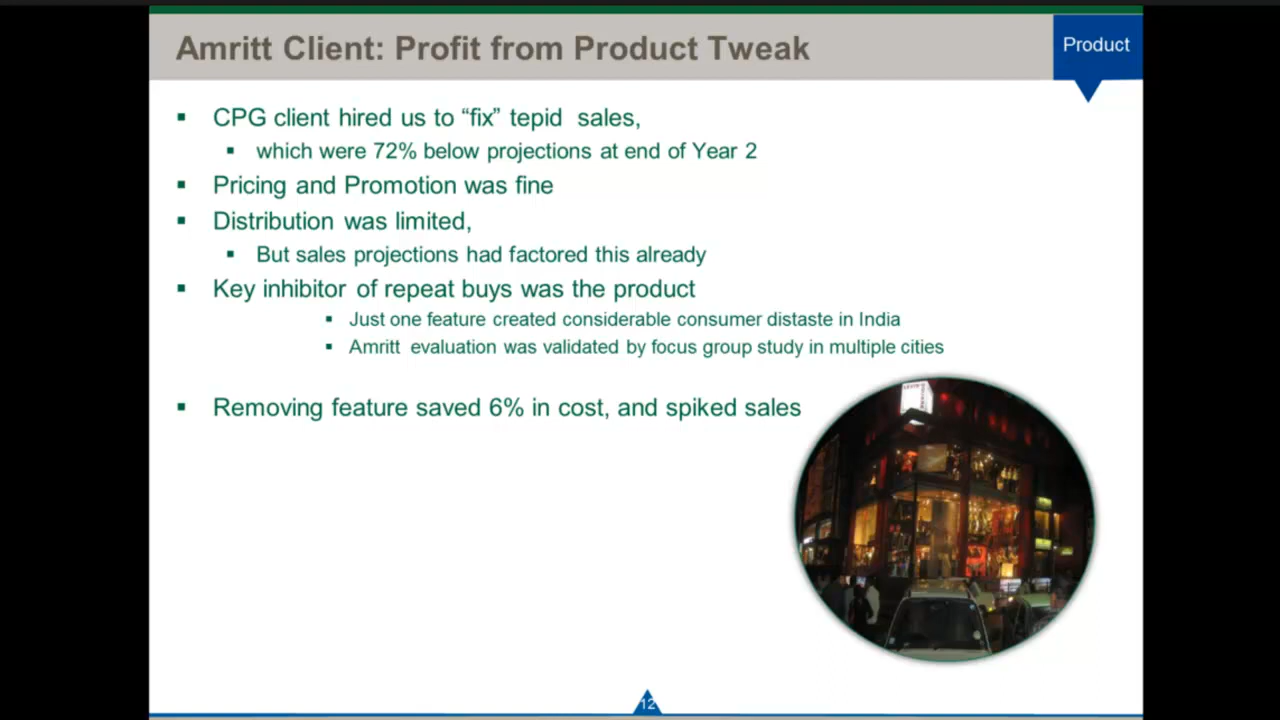 Amritt Client: Profit from Product Tweak
Product
▪ CPG client hired us to “fix” tepid sales,
▪ which were 72% below projections at end of Year 2
▪ Pricing and Promotion was fine
▪ Distribution was limited,
▪ But sales projections had factored this already
▪ Key inhibitor of repeat buys was the product
▪ Just one feature created considerable consumer distaste in India
▪ Amritt evaluation was validated by focus group study in multiple cities
▪ Removing feature saved 6% in cost, and spiked sales
12